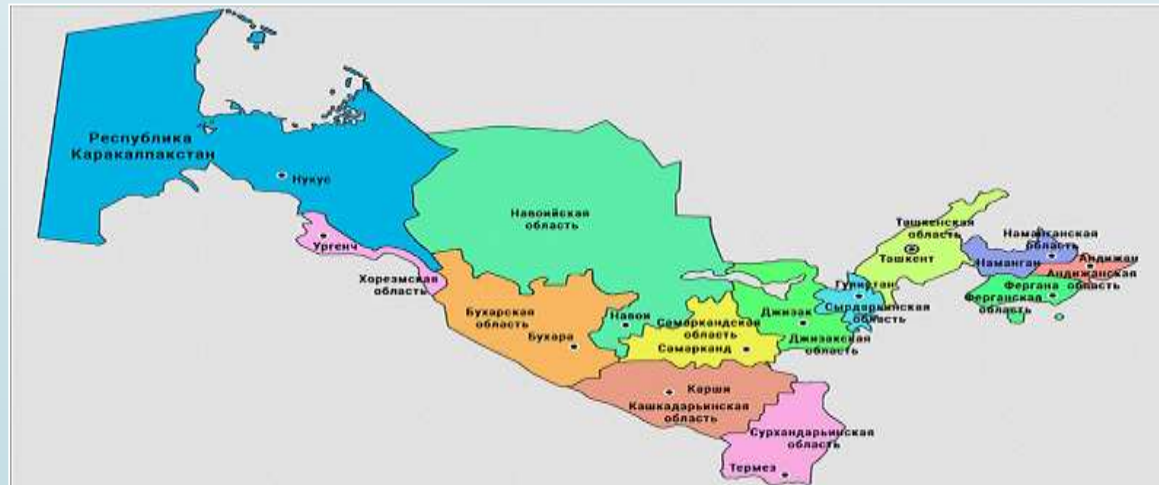 Республика
Каракалпакстан
Нукус
Ургенч
Хорезмская
область
Навоийская
область
Бухарская
область
Бухара
Навои
Самаркандская
область
Самарканд
Карши
Кашкадарьинская
область
Сурхандарьинская
область
Термез
Джизак
Джизакская
область
Гулистан
Сырдарьинская
область
Ташкенская
область
Ташкент
Наманганская
область
Наманган
Андижан
Андижанская
область
Фергана
Ферганская
область